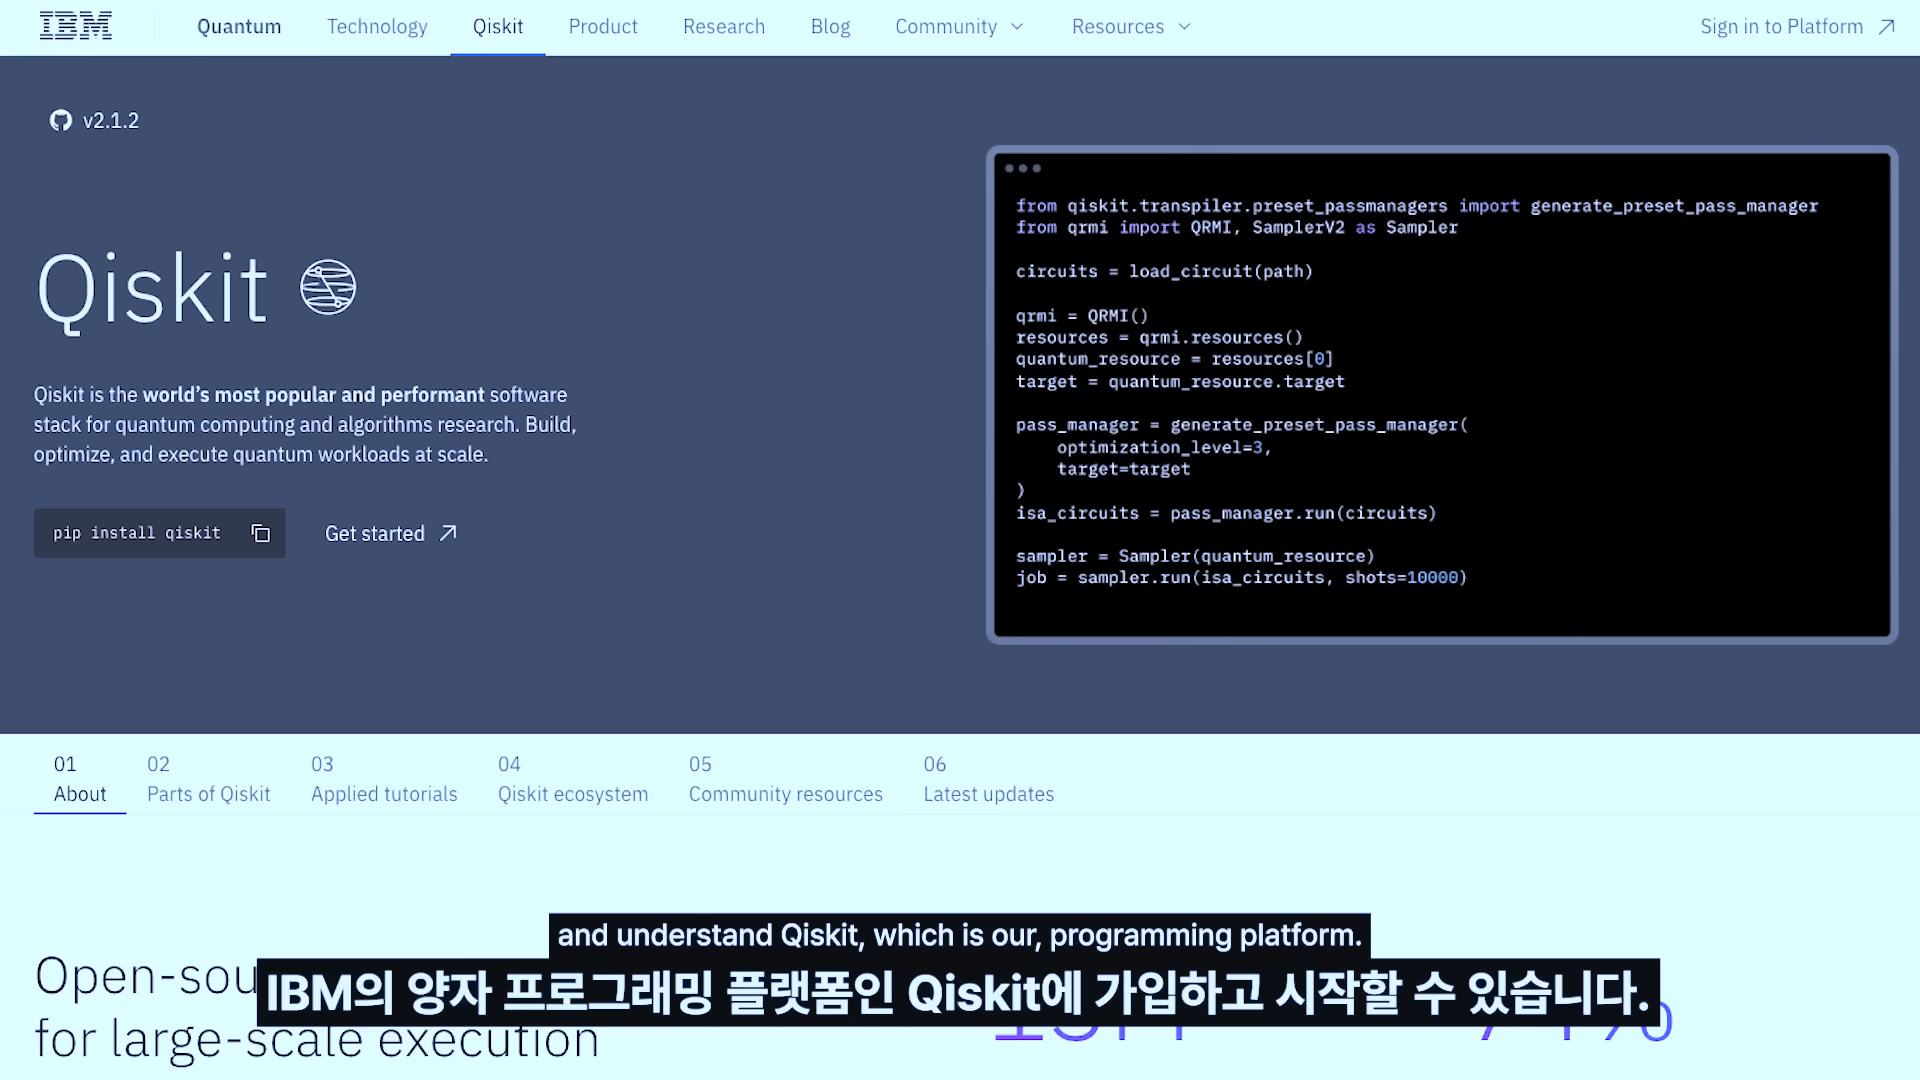 IBM Quantum Technology Qiskit Product Research Blog Community Resources Sign in to Platform
v2.1.2
Qiskit
Qiskit is the world's most popular and performant software
stack for quantum computing and algorithms research. Build,
optimize, and execute quantum workloads at scale.
pip install qiskit
Get started
from qiskit.transpiler.preset_passmanagers import generate_preset_pass_manager
from qrmi import QRMI, SamplerV2 as Sampler
circuits = load_circuit(path)
qrmi = QRMI()
resources = qrmi.resources()
quantum_resource = resources[0]
target = quantum_resource.target
pass_manager = generate_preset_pass_manager(
    optimization_level=3,
    target=target
)
isa_circuits = pass_manager.run(circuits)
sampler = Sampler(quantum_resource)
job = sampler.run(isa_circuits, shots=10000)
01 02 03 04 05 06
About Parts of Qiskit Applied tutorials Qiskit ecosystem Community resources Latest updates
and understand Qiskit, which is our, programming platform.
IBM의 양자 프로그래밍 플랫폼인 Qiskit에 가입하고 시작할 수 있습니다.
for large-scale execution